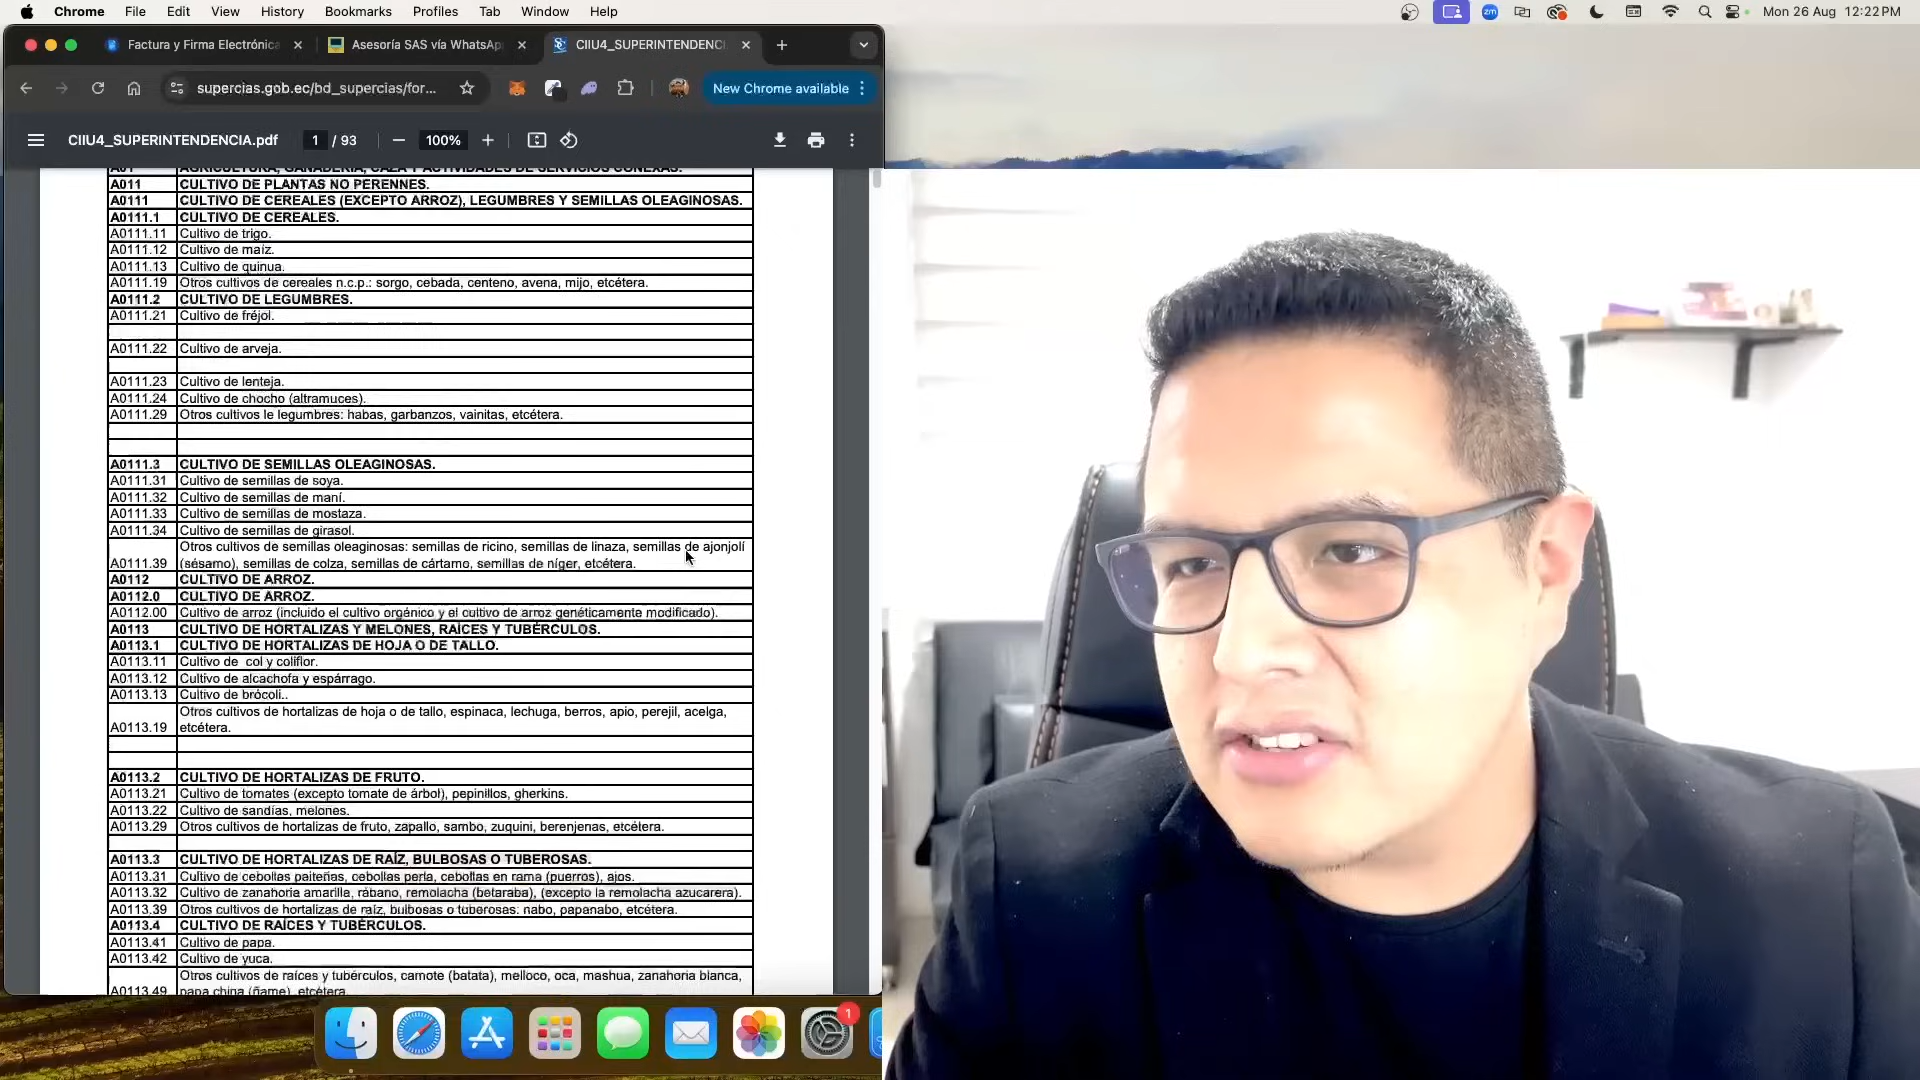 Chrome File Edit View History Bookmarks Profiles Tab Window Help
zm
Mon 26 Aug 12:22 PM
Factura y Firma Electrónica
Asesoría SAS vía WhatsAp
CIIU4_SUPERINTENDENCI
supercias.gob.ec/bd_supercias/for...
New Chrome available
CIIU4_SUPERINTENDENCIA.pdf
1 / 93
100%
A01 AGRICULTURA, GANADERÍA, CAZA Y ACTIVIDADES DE SERVICIOS CONEXAS.
A011 CULTIVO DE PLANTAS NO PERENNES.
A0111 CULTIVO DE CEREALES (EXCEPTO ARROZ), LEGUMBRES Y SEMILLAS OLEAGINOSAS.
A0111.1 CULTIVO DE CEREALES.
A0111.11 Cultivo de trigo.
A0111.12 Cultivo de maíz.
A0111.13 Cultivo de quinua.
A0111.19 Otros cultivos de cereales n.c.p.: sorgo, cebada, centeno, avena, mijo, etcétera.
A0111.2 CULTIVO DE LEGUMBRES.
A0111.21 Cultivo de fréjol.
A0111.22 Cultivo de arveja.
A0111.23 Cultivo de lenteja.
A0111.24 Cultivo de chocho (altramuces).
A0111.29 Otros cultivos le legumbres: habas, garbanzos, vainitas, etcétera.
A0111.3 CULTIVO DE SEMILLAS OLEAGINOSAS.
A0111.31 Cultivo de semillas de soya.
A0111.32 Cultivo de semillas de maní.
A0111.33 Cultivo de semillas de mostaza.
A0111.34 Cultivo de semillas de girasol.
Otros cultivos de semillas oleaginosas: semillas de ricino, semillas de linaza, semillas de ajonjolí
A0111.39 (sésamo), semillas de colza, semillas de cártamo, semillas de níger, etcétera.
A0112 CULTIVO DE ARROZ.
A0112.0 CULTIVO DE ARROZ.
A0112.00 Cultivo de arroz (incluido el cultivo orgánico y el cultivo de arroz genéticamente modificado).
A0113 CULTIVO DE HORTALIZAS Y MELONES, RAÍCES Y TUBÉRCULOS.
A0113.1 CULTIVO DE HORTALIZAS DE HOJA O DE TALLO.
A0113.11 Cultivo de col y coliflor.
A0113.12 Cultivo de alcachofa y espárrago.
A0113.13 Cultivo de brócoli..
Otros cultivos de hortalizas de hoja o de tallo, espinaca, lechuga, berros, apio, perejil, acelga,
A0113.19 etcétera.
A0113.2 CULTIVO DE HORTALIZAS DE FRUTO.
A0113.21 Cultivo de tomates (excepto tomate de árbol), pepinillos, gherkins.
A0113.22 Cultivo de sandías, melones.
A0113.29 Otros cultivos de hortalizas de fruto, zapallo, sambo, zuquini, berenjenas, etcétera.
A0113.3 CULTIVO DE HORTALIZAS DE RAÍZ, BULBOSAS O TUBEROSAS.
A0113.31 Cultivo de cebollas paiteñas, cebollas perla, cebollas en rama (puerros), ajos.
A0113.32 Cultivo de zanahoria amarilla, rábano, remolacha (betaraba), (excepto la remolacha azucarera).
A0113.39 Otros cultivos de hortalizas de raíz, bulbosas o tuberosas: nabo, papanabo, etcétera.
A0113.4 CULTIVO DE RAÍCES Y TUBÉRCULOS.
A0113.41 Cultivo de papa.
A0113.42 Cultivo de yuca.
Otros cultivos de raíces y tubérculos, camote (batata), melloco, oca, mashua, zanahoria blanca,
A0113.49 papa china (ñame), etcétera.
1